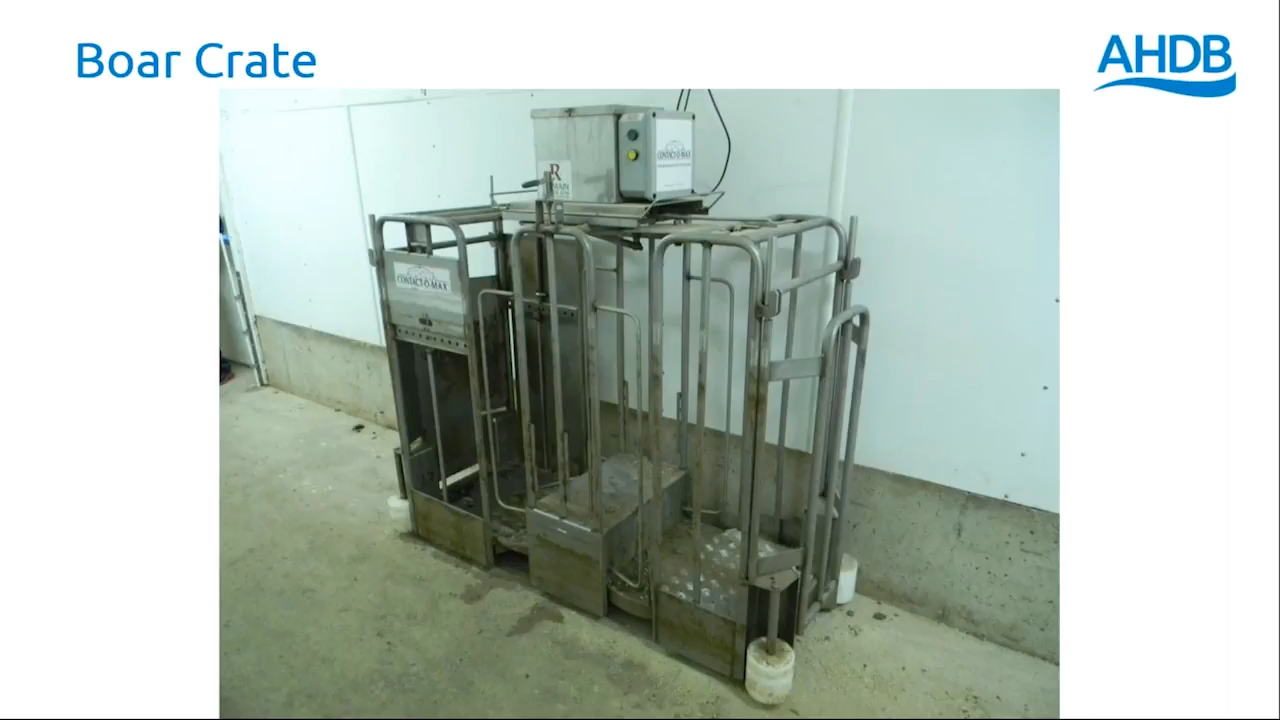 Boar Crate
AHDB
CONTACT-O-MAX
R
CONTACT-O-MAX